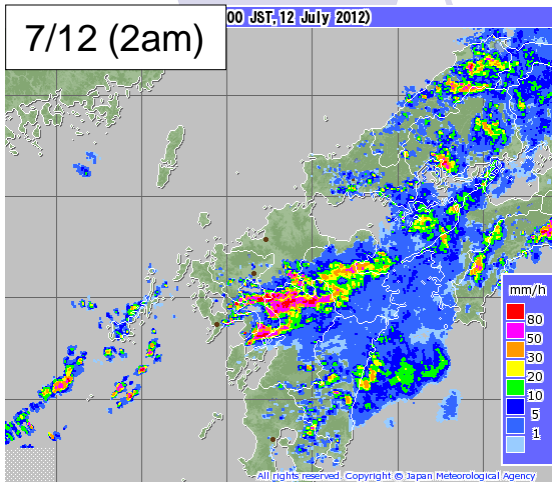 7/12 (2am)
00 JST, 12 July 2012)
mm/h
80
50
30
20
10
5
1
All rights reserved. Copyright © Japan Meteorological Agency